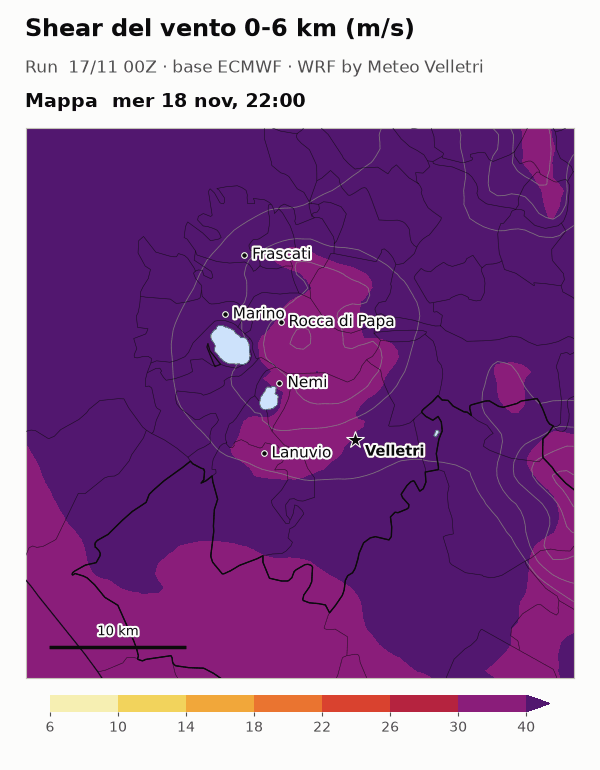 Shear del vento 0-6 km (m/s)
Run  17/11 00Z · base ECMWF · WRF by Meteo Velletri
Mappa  mer 18 nov, 22:00
Frascati
Marino
Rocca di Papa
Nemi
Velletri
Lanuvio
10 km
6 10 14 18 22 26 30 40